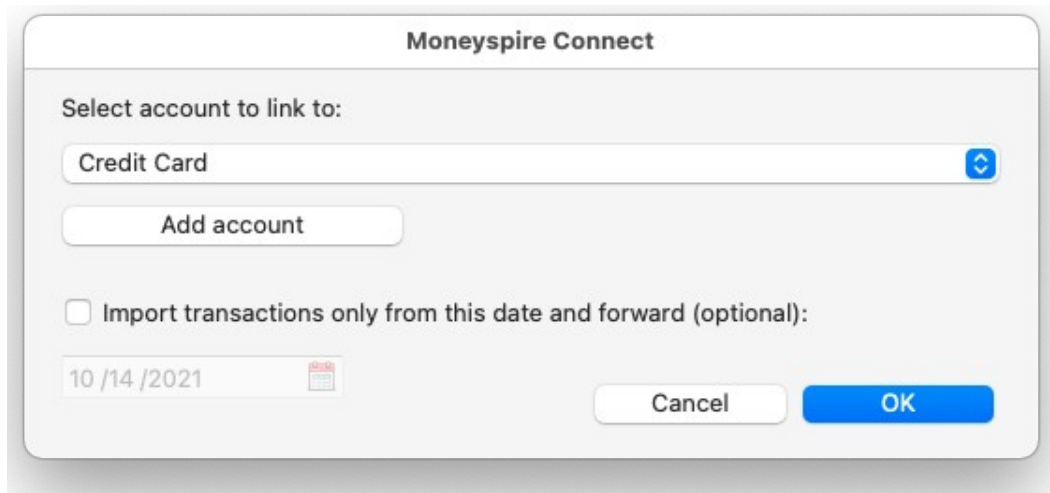 Moneyspire Connect
Select account to link to:
Credit Card
Add account
Import transactions only from this date and forward (optional):
10 /14 /2021
Cancel
OK